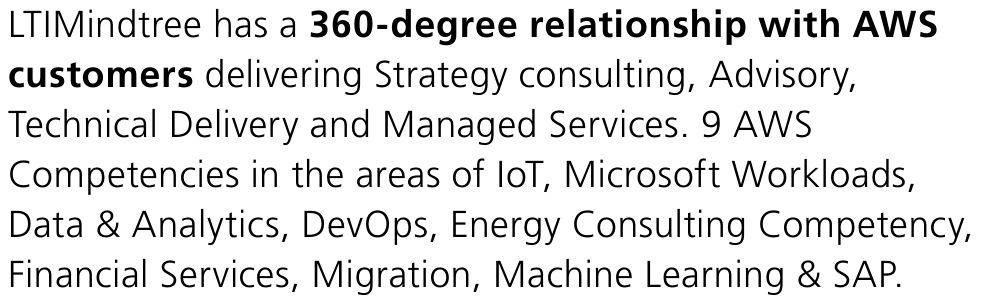 LTIMindtree has a 360-degree relationship with AWS
customers delivering Strategy consulting, Advisory,
Technical Delivery and Managed Services. 9 AWS
Competencies in the areas of IoT, Microsoft Workloads,
Data & Analytics, DevOps, Energy Consulting Competency,
Financial Services, Migration, Machine Learning & SAP.